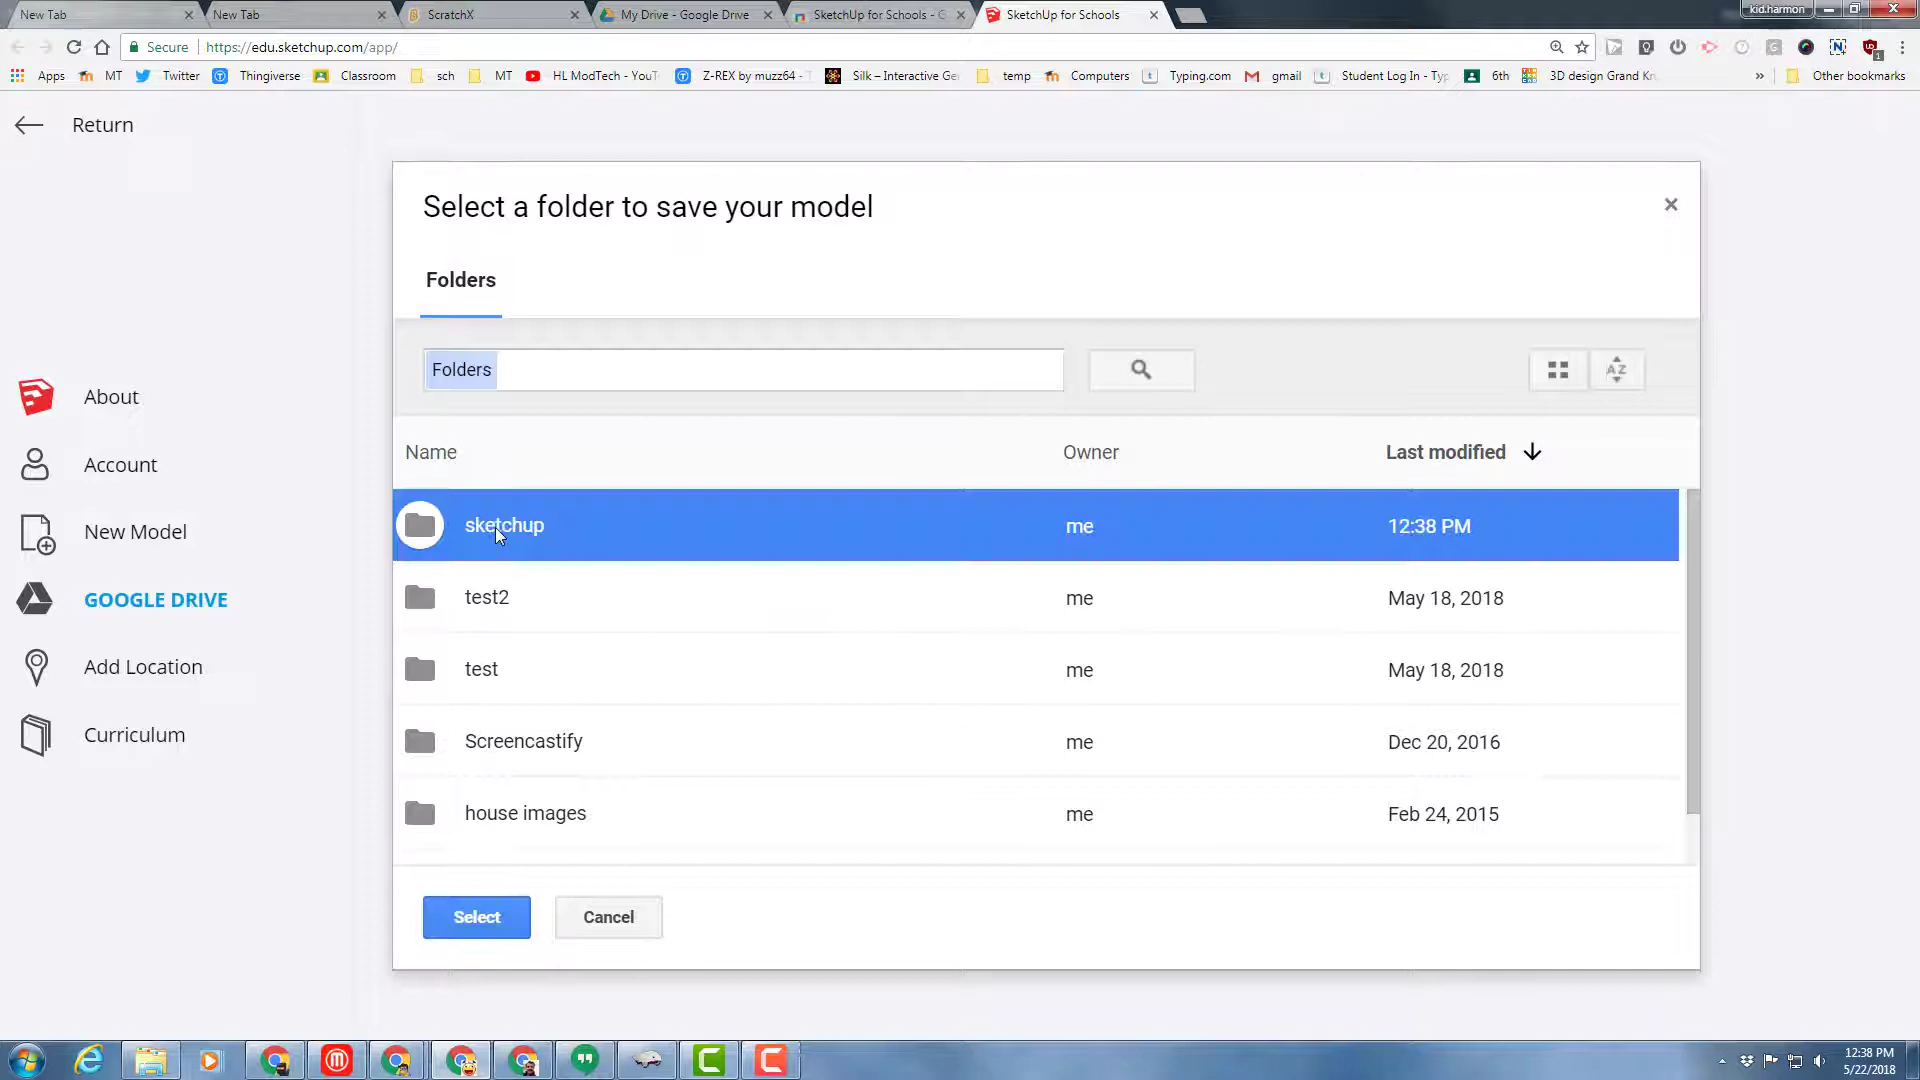 New Tab New Tab ScratchX My Drive - Google Drive SketchUp for Schools - G SketchUp for Schools kid.harmon
Secure https://edu.sketchup.com/app/
Apps MT Twitter Thingiverse Classroom sch MT HL ModTech - YouT Z-REX by muzz64 - Silk – Interactive Ge temp Computers Typing.com gmail Student Log In - Typ 6th 3D design Grand Kr » Other bookmarks
Return
Select a folder to save your model
Folders
Folders
AZ
Name Owner Last modified
sketchup me 12:38 PM
test2 me May 18, 2018
test me May 18, 2018
Screencastify me Dec 20, 2016
house images me Feb 24, 2015
Select Cancel
About
Account
New Model
GOOGLE DRIVE
Add Location
Curriculum
12:38 PM
5/22/2018